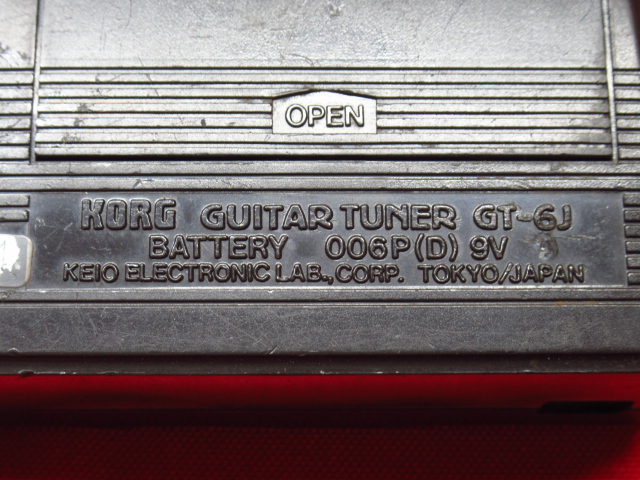 OPEN
KORG GUITAR TUNER GT-6J
BATTERY 006P(D) 9V
KEIO ELECTRONIC LAB., CORP. TOKYO/JAPAN